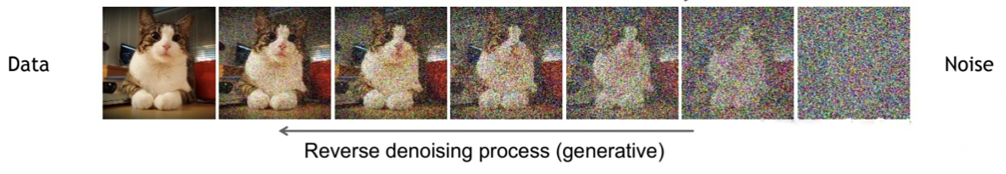 Data
Noise
Reverse denoising process (generative)